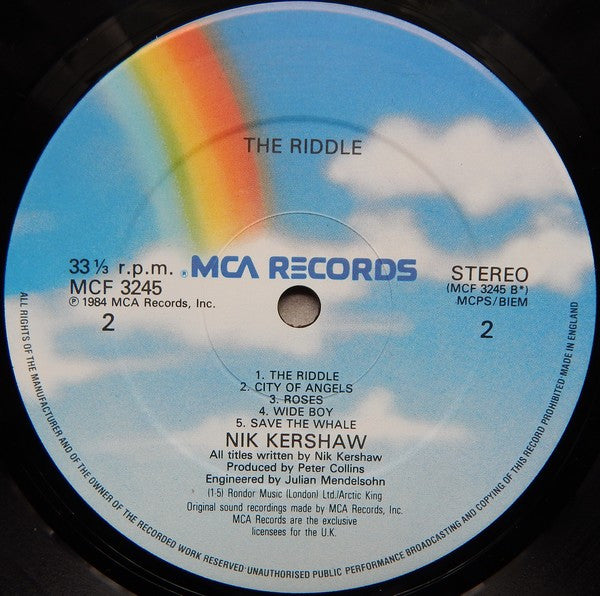 THE RIDDLE
33 ⅓ r.p.m.
® MCA RECORDS
STEREO
MCF 3245
(MCF 3245 B*)
℗ 1984 MCA Records, Inc.
MCPS/BIEM
2
2
1. THE RIDDLE
2. CITY OF ANGELS
3. ROSES
4. WIDE BOY
5. SAVE THE WHALE
NIK KERSHAW
All titles written by Nik Kershaw
Produced by Peter Collins
Engineered by Julian Mendelsohn
(1-5) Rondor Music (London) Ltd./Arctic King
Original sound recordings made by MCA Records, Inc.
MCA Records are the exclusive
licensees for the U.K.
ALL RIGHTS OF THE MANUFACTURER AND OF THE OWNER OF THE RECORDED WORK RESERVED·UNAUTHORISED PUBLIC PERFORMANCE BROADCASTING AND COPYING OF THIS RECORD PROHIBITED·MADE IN ENGLAND